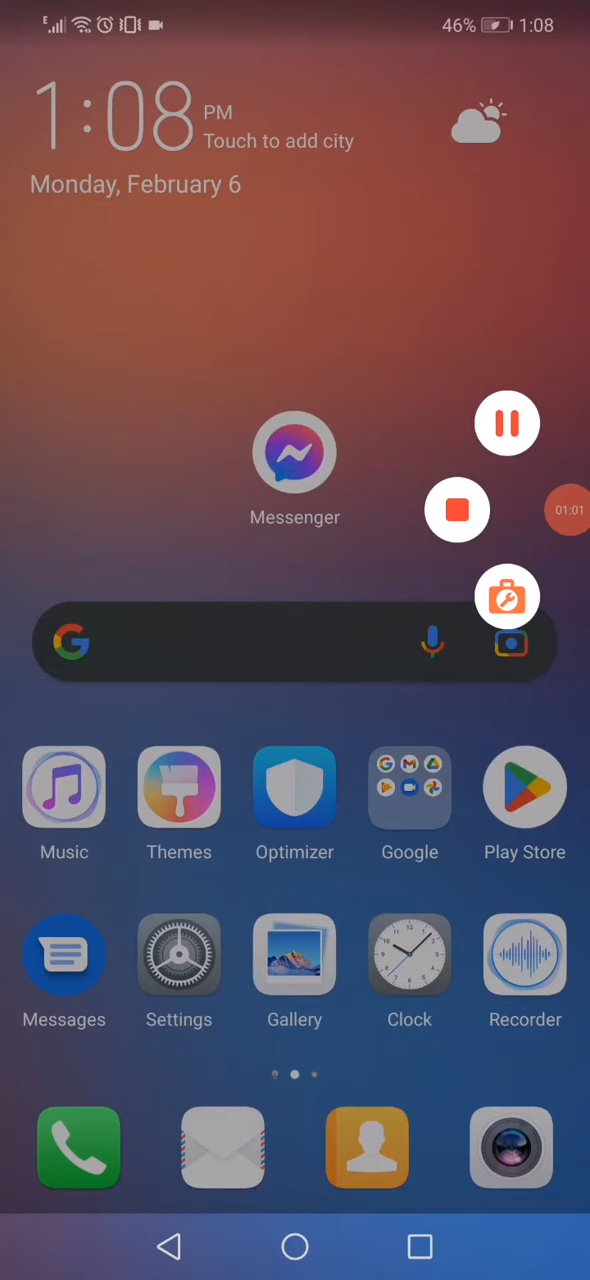 E 46% 1:08
1:08 PM
Touch to add city
Monday, February 6
Messenger
01:01
Music Themes Optimizer Google Play Store
Messages Settings Gallery Clock Recorder